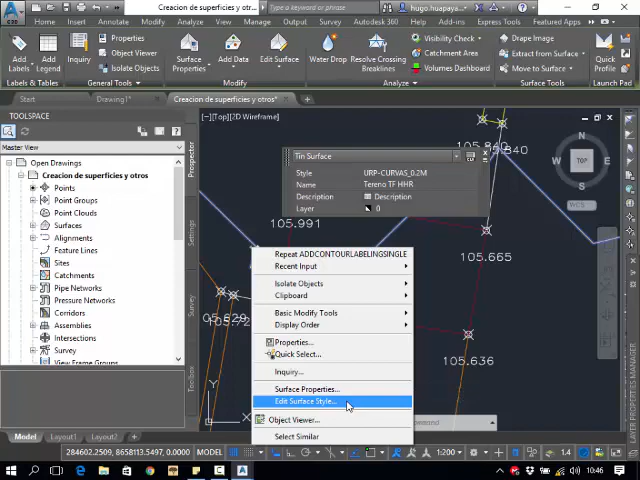 Creacion de superficies y otr...
Type a keyword or phrase
hugo.huapaya...
Home Insert Annotate Modify Analyze View Manage Output Survey Autodesk 360 Help Add-ins Express Tools Featured Apps
Add Labels
Add Legend
Inquiry
Properties
Object Viewer
Isolate Objects
Surface Properties
Add Data
Edit Surface
Water Drop
Resolve Crossing Breaklines
Visibility Check
Catchment Area
Volumes Dashboard
Drape Image
Extract from Surface
Move to Surface
Quick Profile
Labels & Tables
General Tools
Modify
Analyze
Surface Tools
Launch Pad
Start
Drawing1*
Creacion de superficies y otros*
TOOLSPACE
Master View
Open Drawings
Creacion de superficies y otros
Points
Point Groups
Point Clouds
Surfaces
Alignments
Feature Lines
Sites
Catchments
Pipe Networks
Pressure Networks
Corridors
Assemblies
Intersections
Survey
View Frame Groups
Prospector
Settings
Survey
Toolbox
[-][Top][2D Wireframe]
Tin Surface
Style URP-CURVAS_0.2M
Name Terreno TF HHR
Description Description
Layer 0
105.840
105.991
105.665
105.636
N
W TOP E
S
WCS
Repeat ADDCONTOURLABELINGSINGLE
Recent Input
Isolate Objects
Clipboard
Basic Modify Tools
Display Order
Properties...
Quick Select...
Inquiry...
Surface Properties...
Edit Surface Style...
Object Viewer...
Select Similar
Y
X
command
LAYER PROPERTIES MANAGER
Model Layout1 Layout2 +
284602.2509, 8658113.5497, 0.0000 MODEL
1:200
1.4
10:46